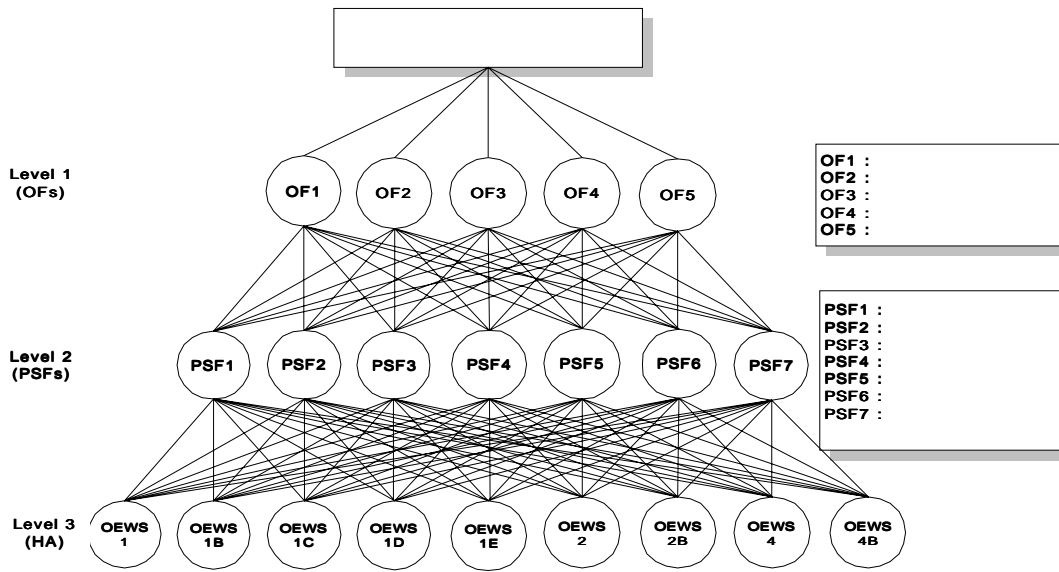 Level 1
(OFs)
OF1
OF2
OF3
OF4
OF5
OF1 :
OF2 :
OF3 :
OF4 :
OF5 :
Level 2
(PSFs)
PSF1
PSF2
PSF3
PSF4
PSF5
PSF6
PSF7
PSF1 :
PSF2 :
PSF3 :
PSF4 :
PSF5 :
PSF6 :
PSF7 :
Level 3
(HA)
OEWS
1
OEWS
1B
OEWS
1C
OEWS
1D
OEWS
1E
OEWS
2
OEWS
2B
OEWS
4
OEWS
4B